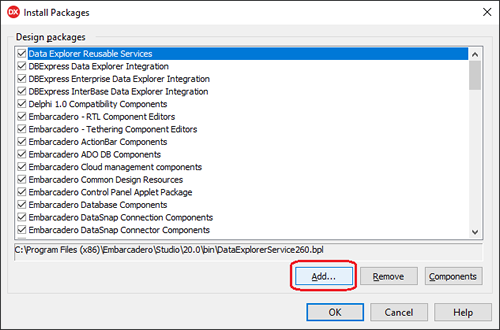 DX Install Packages
Design packages
Data Explorer Reusable Services
DBExpress Data Explorer Integration
DBExpress Enterprise Data Explorer Integration
DBExpress InterBase Data Explorer Integration
Delphi 1.0 Compatibility Components
Embarcadero - RTL Component Editors
Embarcadero - Tethering Component Editors
Embarcadero ActionBar Components
Embarcadero ADO DB Components
Embarcadero Cloud management components
Embarcadero Common Design Resources
Embarcadero Control Panel Applet Package
Embarcadero Database Components
Embarcadero DataSnap Connection Components
Embarcadero DataSnap Connector Components
C:\Program Files (x86)\Embarcadero\Studio\20.0\bin\DataExplorerService260.bpl
Add... Remove Components
OK Cancel Help